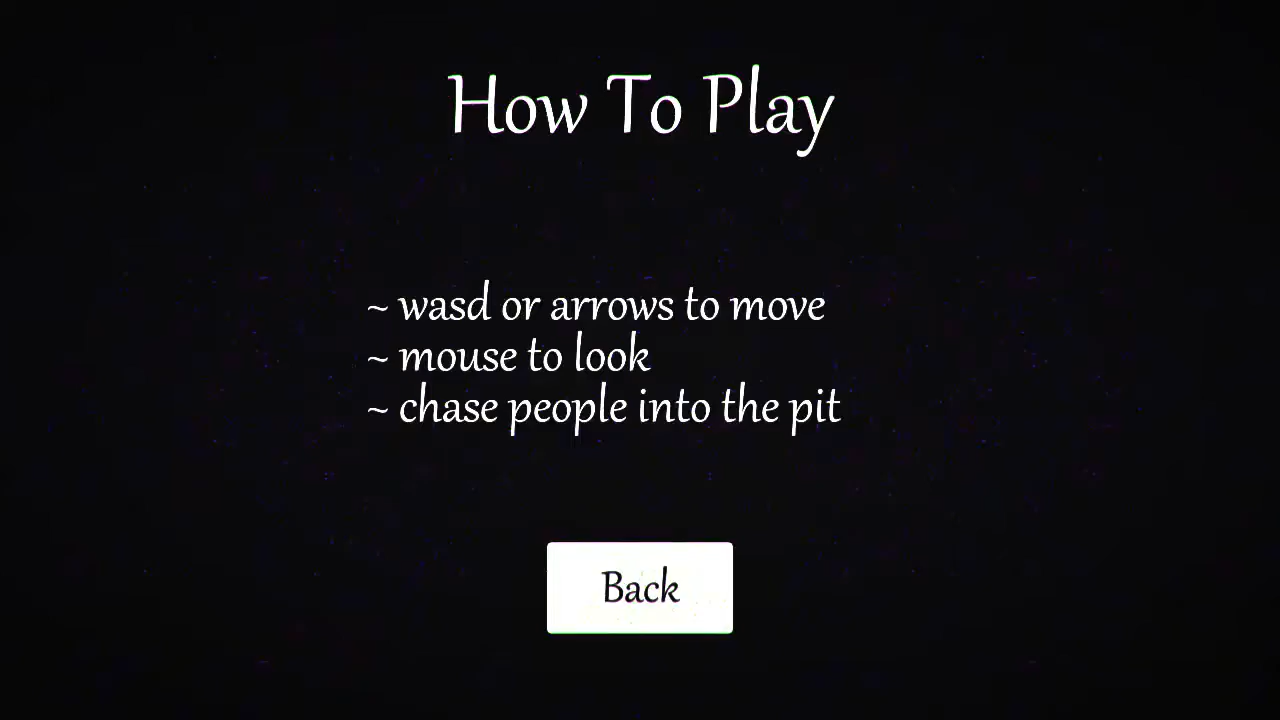 How To Play
~ wasd or arrows to move
~ mouse to look
~ chase people into the pit
Back